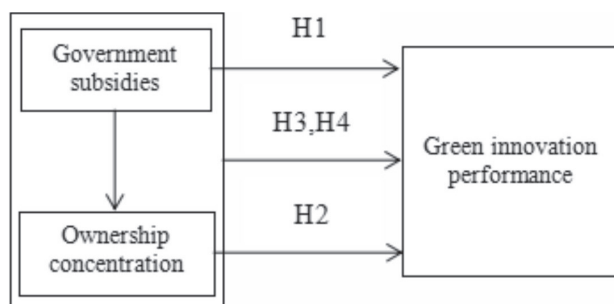 Government
subsidies
H1
H3,H4
Green innovation
performance
H2
Ownership
concentration